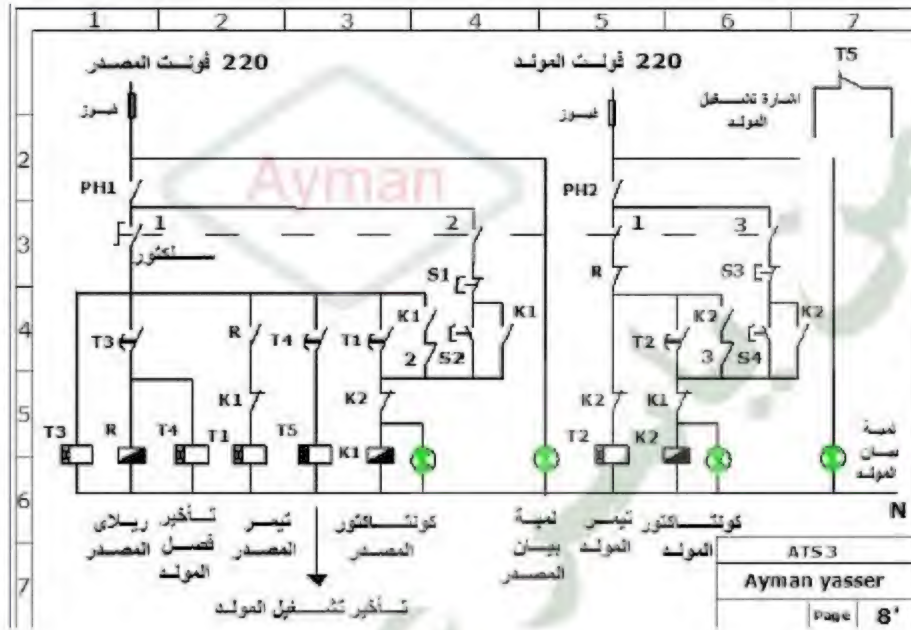 1 2 3 4 5 6 7
220 فونت المصدر
220 فولت المولد
T5
فيوز
فيوز
اشارة تشغيل
المولد
2
Ayman
PH1
PH2
1
2
1
3
3
S1
R
S3
K1
K1
K2
K2
4
T3
R
T4
T1
2
S2
T2
3
S4
K1
K2
K2
K1
5
T3
R
T4
T1
T5
K1
T2
K2
لمبة
بيان
المولد
6
N
ريلاى
المصدر
تأخير
فصل
المولد
تيمر
المصدر
كونتاكتور
المصدر
لمبة
بيان
المصدر
تيمر
المولد
كونتاكتور
المولد
7
تأخير تشغيل المولد
ATS 3
Ayman yasser
Page 8'